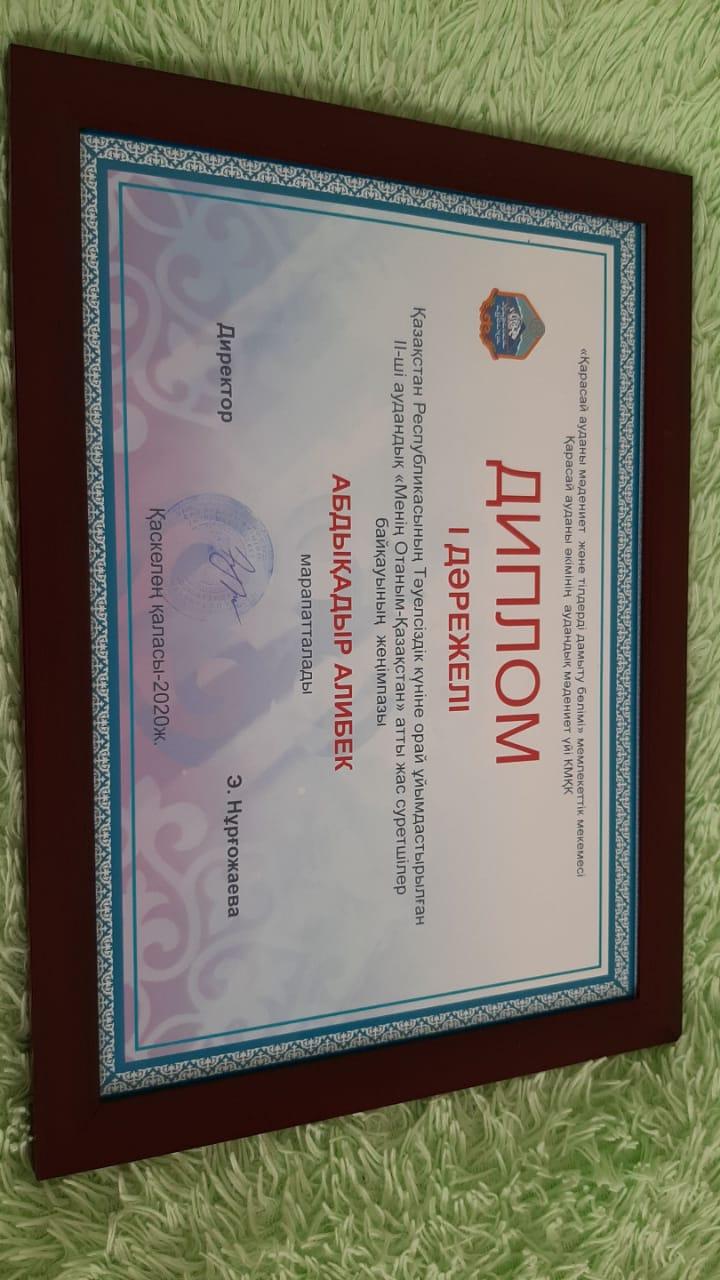 «Қарасай ауданы мәдениет және тілдерді дамыту бөлімі» мемлекеттік мекемесі
Қарасай ауданы әкімінің аудандық мәдениет үйі КМҚК
ДИПЛОМ
І ДӘРЕЖЕЛІ
Қазақстан Республикасының Тәуелсіздік күніне орай ұйымдастырылған
ІІ-ші аудандық «Менің Отаным-Қазақстан» атты жас суретшілер
байқауының жеңімпазы
АБДЫҚАДЫР АЛИБЕК
марапатталады
Директор
Э. Нұрғожаева
Қаскелең қаласы-2020ж.